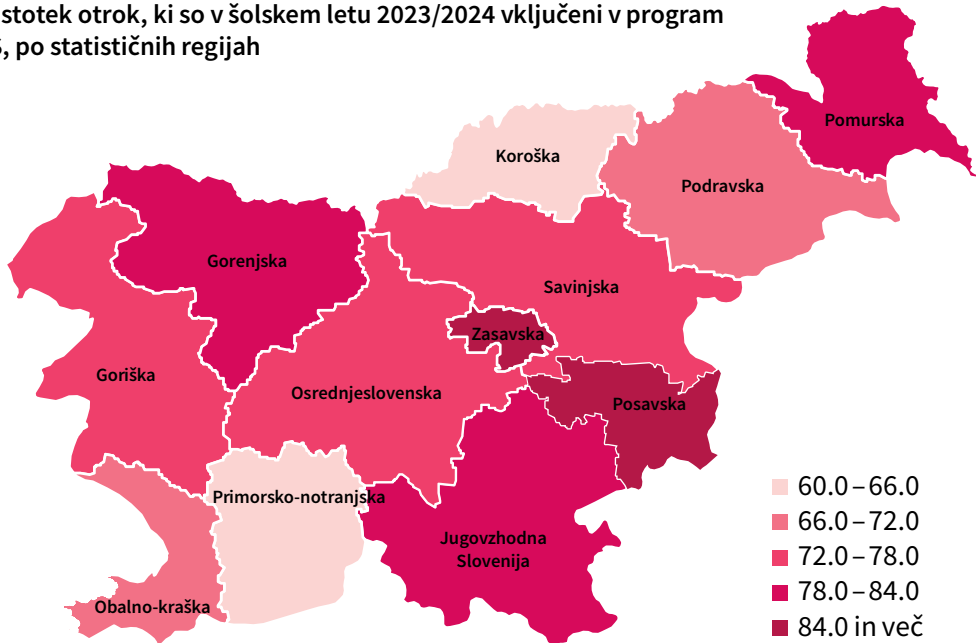 otrok, ki so v šolskem letu 2023/2024 vključeni v program
po statističnih regijah
Pomurska
Koroška
Podravska
Gorenjska
Savinjska
Zasavska
Goriška
Osrednjeslovenska
Posavska
Primorsko-notranjska
Jugovzhodna
Slovenija
Obalno-kraška
60.0–66.0
66.0–72.0
72.0–78.0
78.0–84.0
84.0 in več